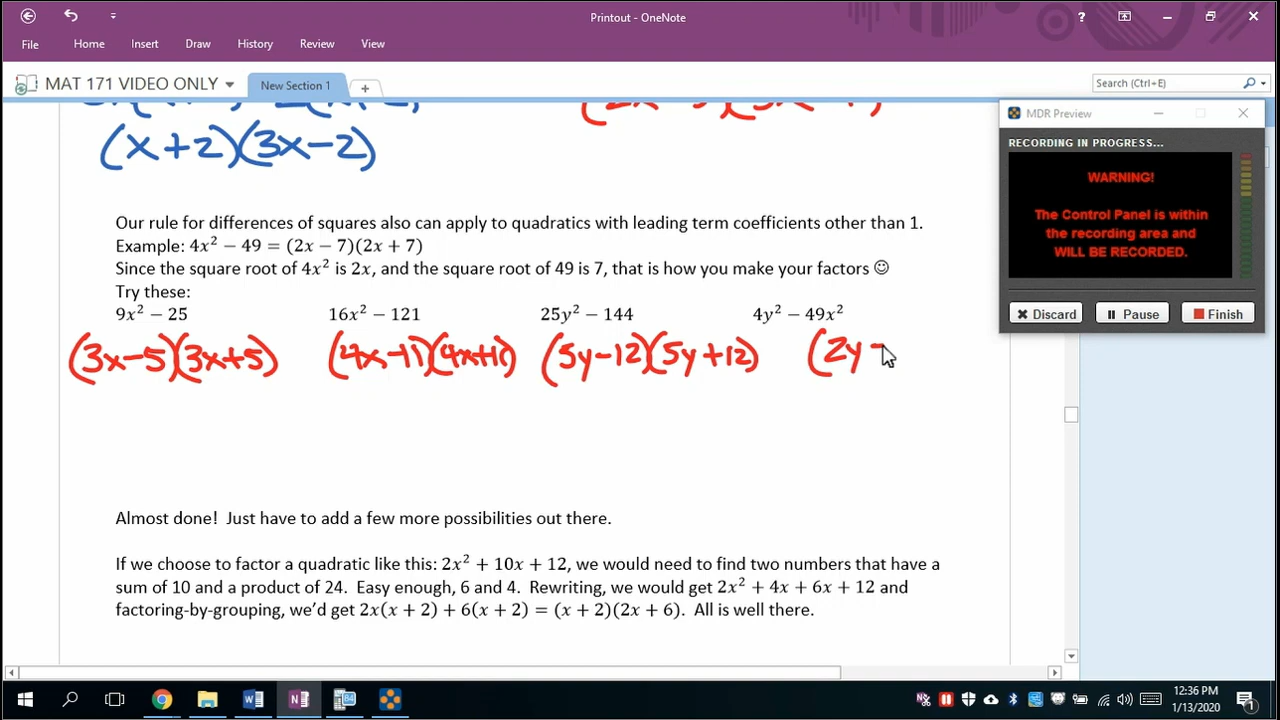 Printout - OneNote
?
File Home Insert Draw History Review View
MAT 171 VIDEO ONLY
New Section 1
+
Search (Ctrl+E)
(x+2)(3x-2)
Our rule for differences of squares also can apply to quadratics with leading term coefficients other than 1.
Example: 4x² − 49 = (2x − 7)(2x + 7)
Since the square root of 4x² is 2x, and the square root of 49 is 7, that is how you make your factors ☺
Try these:
9x² − 25 16x² − 121 25y² − 144 4y² − 49x²
(3x-5)(3x+5) (4x-11)(4x+11) (5y-12)(5y+12) (2y -
Almost done! Just have to add a few more possibilities out there.
If we choose to factor a quadratic like this: 2x² + 10x + 12, we would need to find two numbers that have a
sum of 10 and a product of 24. Easy enough, 6 and 4. Rewriting, we would get 2x² + 4x + 6x + 12 and
factoring-by-grouping, we'd get 2x(x + 2) + 6(x + 2) = (x + 2)(2x + 6). All is well there.
MDR Preview
RECORDING IN PROGRESS...
WARNING!
The Control Panel is within
the recording area and
WILL BE RECORDED.
Discard Pause Finish
12:36 PM
1/13/2020